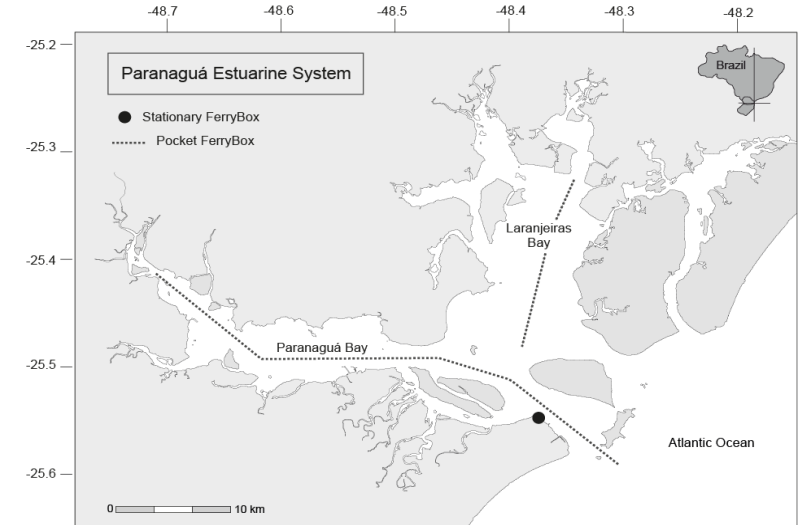 -48.7
-48.6
-48.5
-48.4
-48.3
-48.2
-25.2
-25.3
-25.4
-25.5
-25.6
Paranaguá Estuarine System
Stationary FerryBox
Pocket FerryBox
Brazil
Laranjeiras
Bay
Paranaguá Bay
Atlantic Ocean
0
10 km